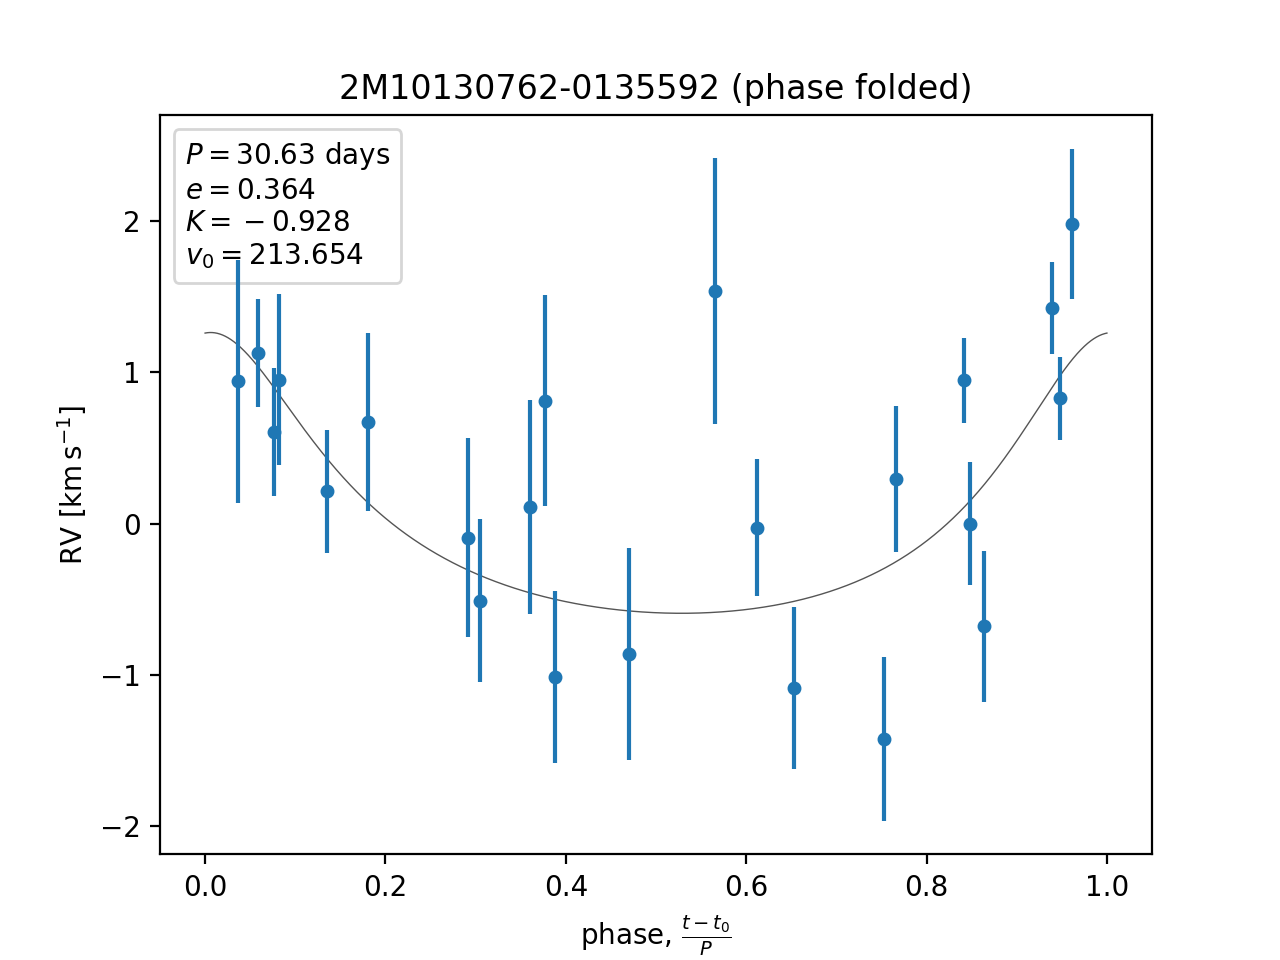 2M10130762-0135592 (phase folded)
P = 30.63 days
e = 0.364
K = −0.928
v₀ = 213.654
RV [km s⁻¹]
2
1
0
−1
−2
0.0 0.2 0.4 0.6 0.8 1.0
phase, (t − t₀)/P